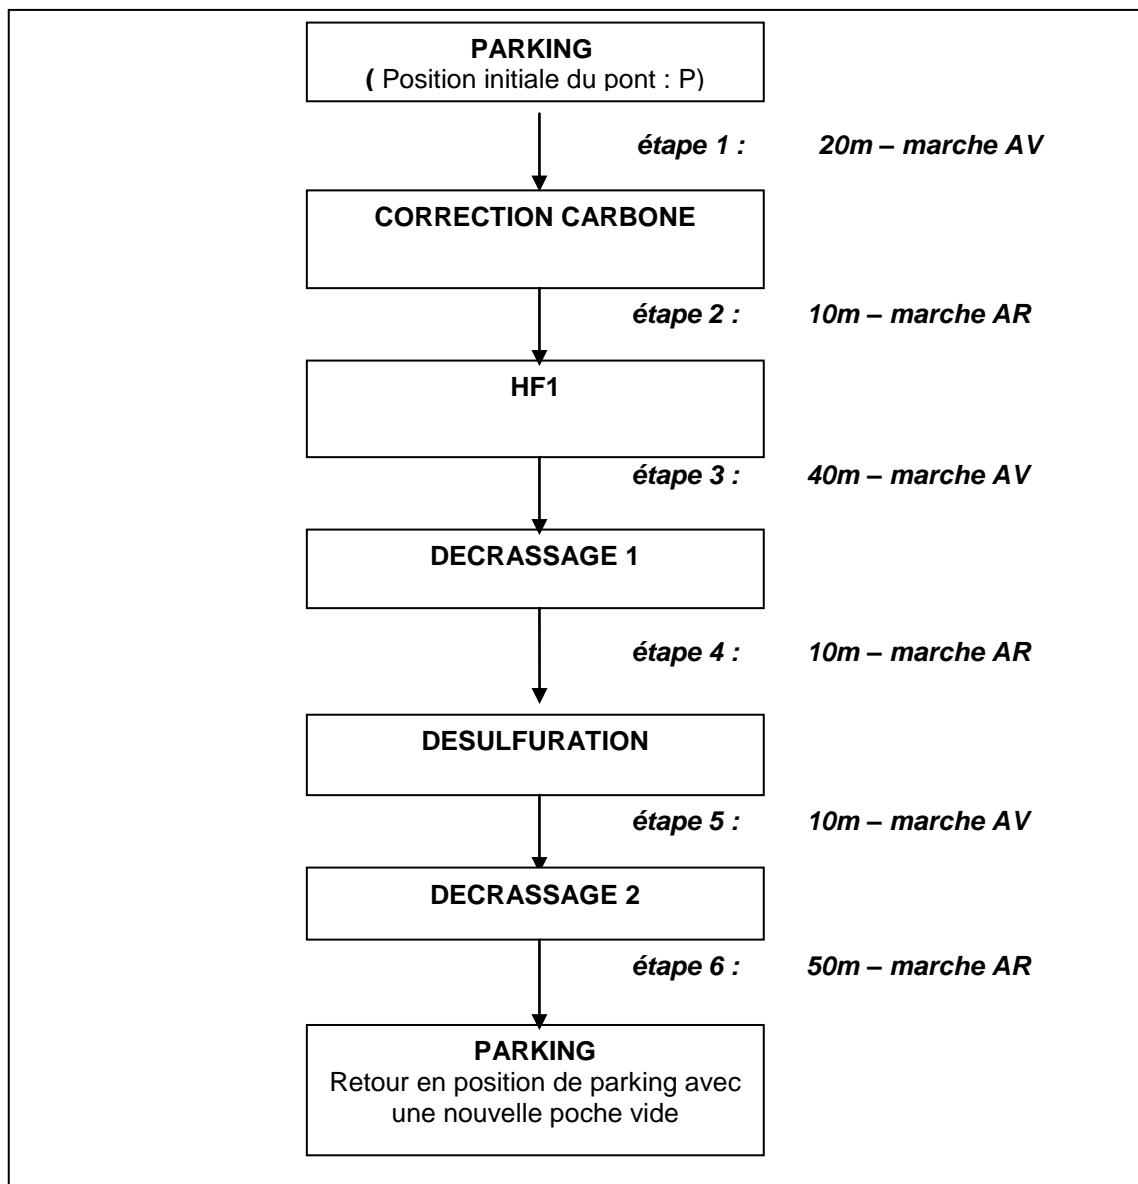 PARKING
( Position initiale du pont : P)
étape 1 : 20m – marche AV
CORRECTION CARBONE
étape 2 : 10m – marche AR
HF1
étape 3 : 40m – marche AV
DECRASSAGE 1
étape 4 : 10m – marche AR
DESULFURATION
étape 5 : 10m – marche AV
DECRASSAGE 2
étape 6 : 50m – marche AR
PARKING
Retour en position de parking avec
une nouvelle poche vide